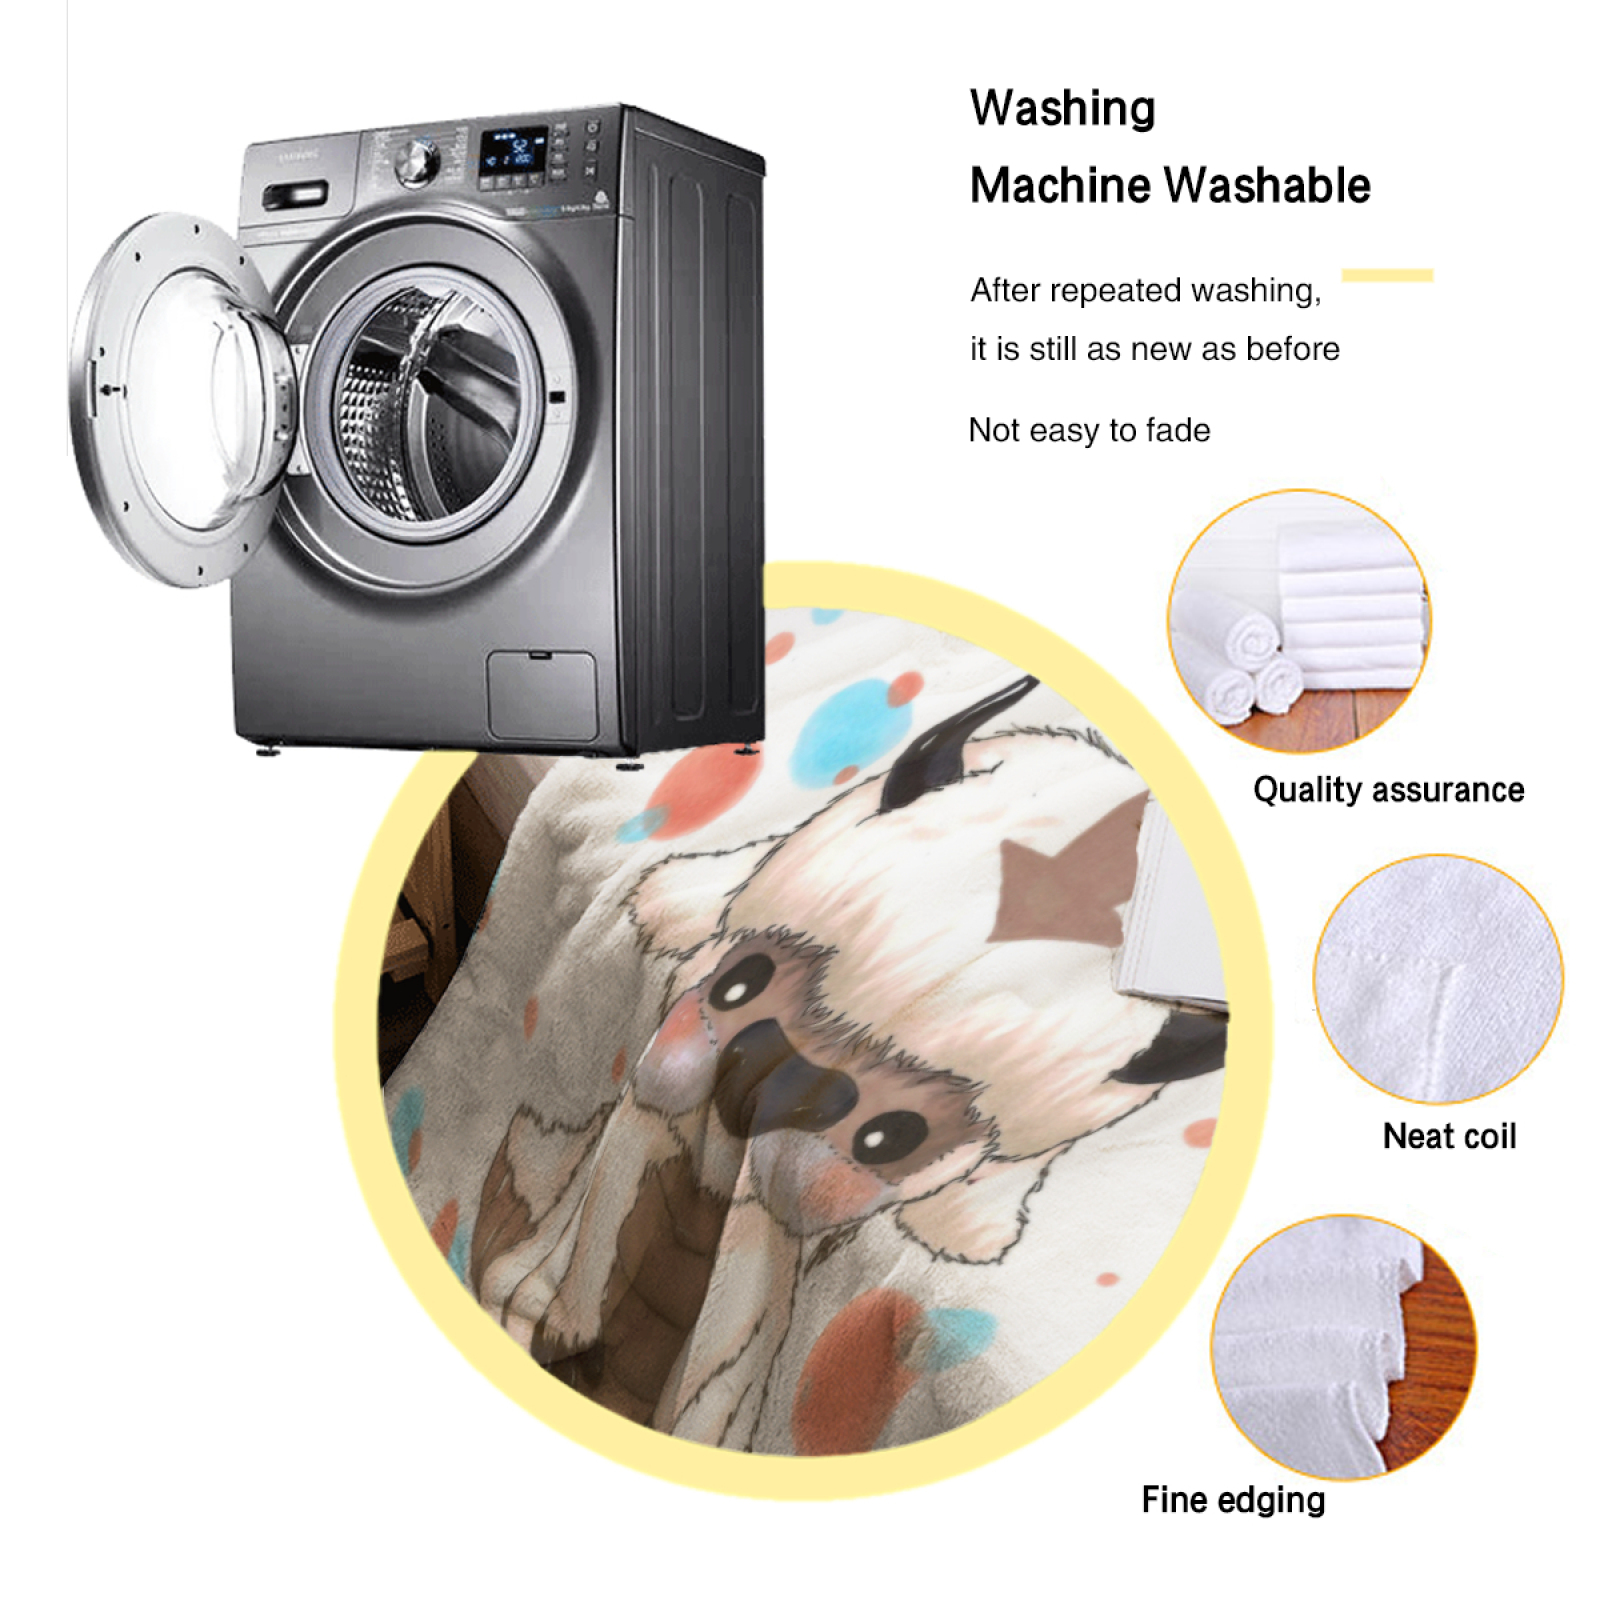 Washing
Machine Washable
After repeated washing,
it is still as new as before
Not easy to fade
Quality assurance
Neat coil
Fine edging